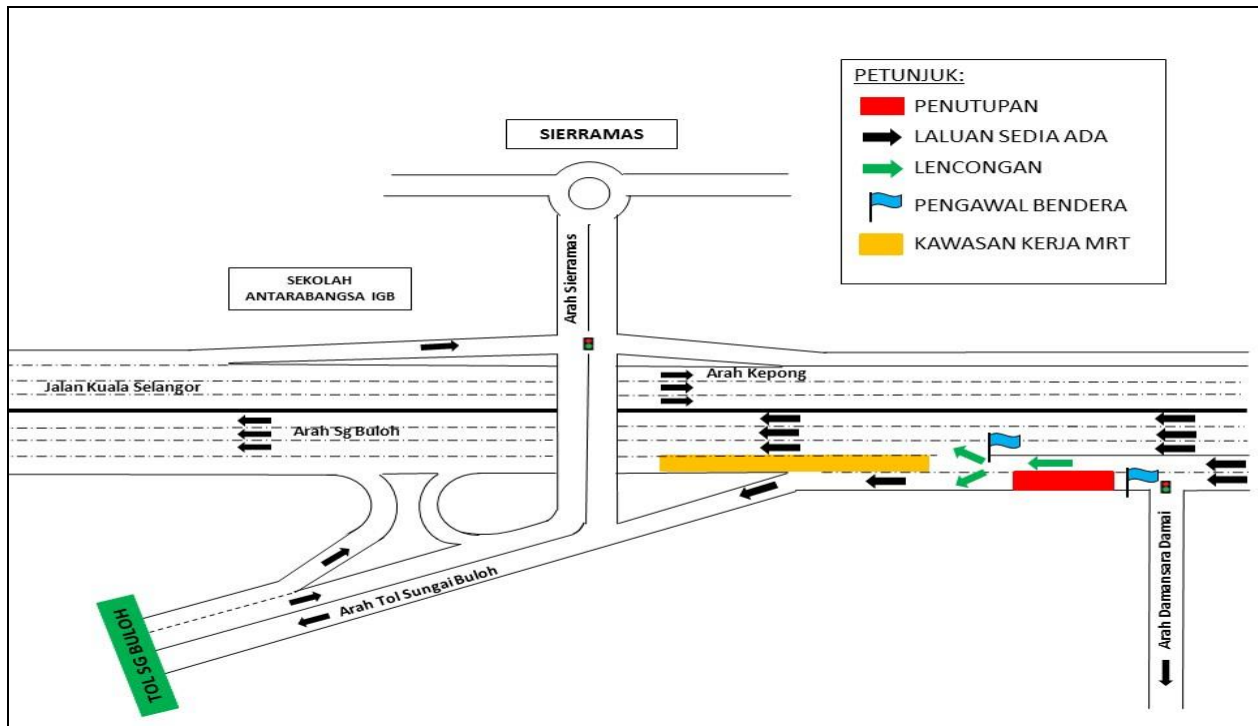 PETUNJUK:
PENUTUPAN
LALUAN SEDIA ADA
LENCONGAN
PENGAWAL BENDERA
KAWASAN KERJA MRT
SIERRAMAS
SEKOLAH
ANTARABANGSA IGB
Arah Sierramas
Jalan Kuala Selangor
Arah Kepong
Arah Sg Buloh
Arah Tol Sungai Buloh
TOL SG BULOH
Arah Damansara Damai